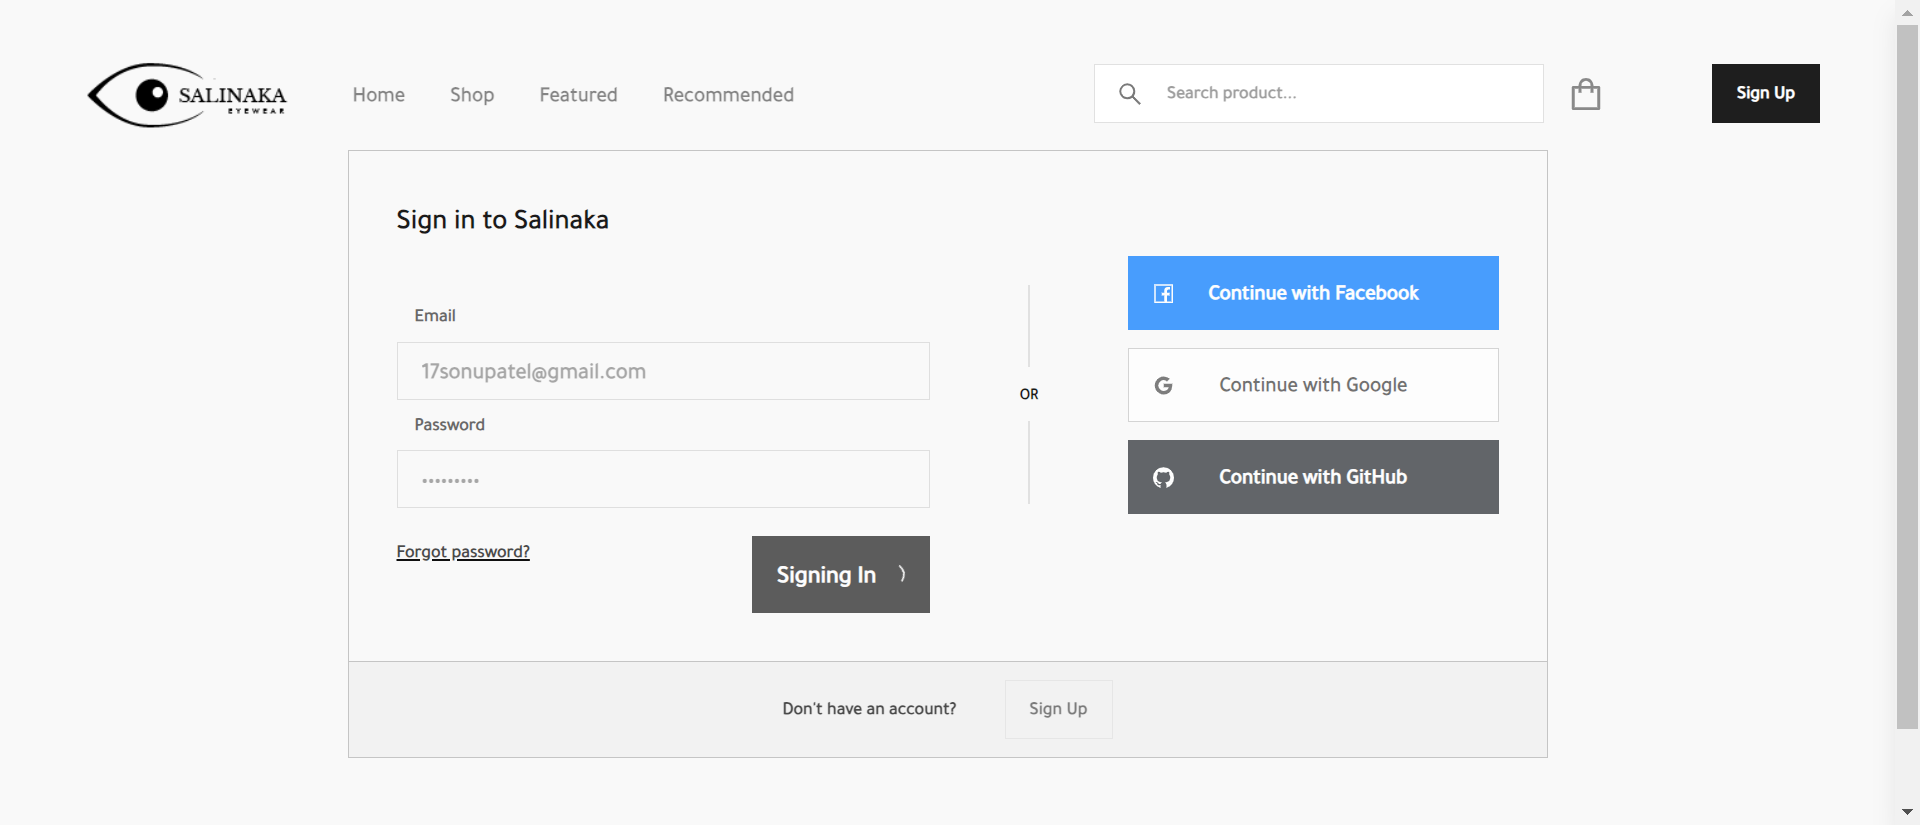 SALINAKA
EYEWEAR
Home
Shop
Featured
Recommended
Search product...
Sign Up
Sign in to Salinaka
Email
17sonupatel@gmail.com
Password
•••••••••
Forgot password?
Signing In
OR
Continue with Facebook
Continue with Google
Continue with GitHub
Don't have an account?
Sign Up